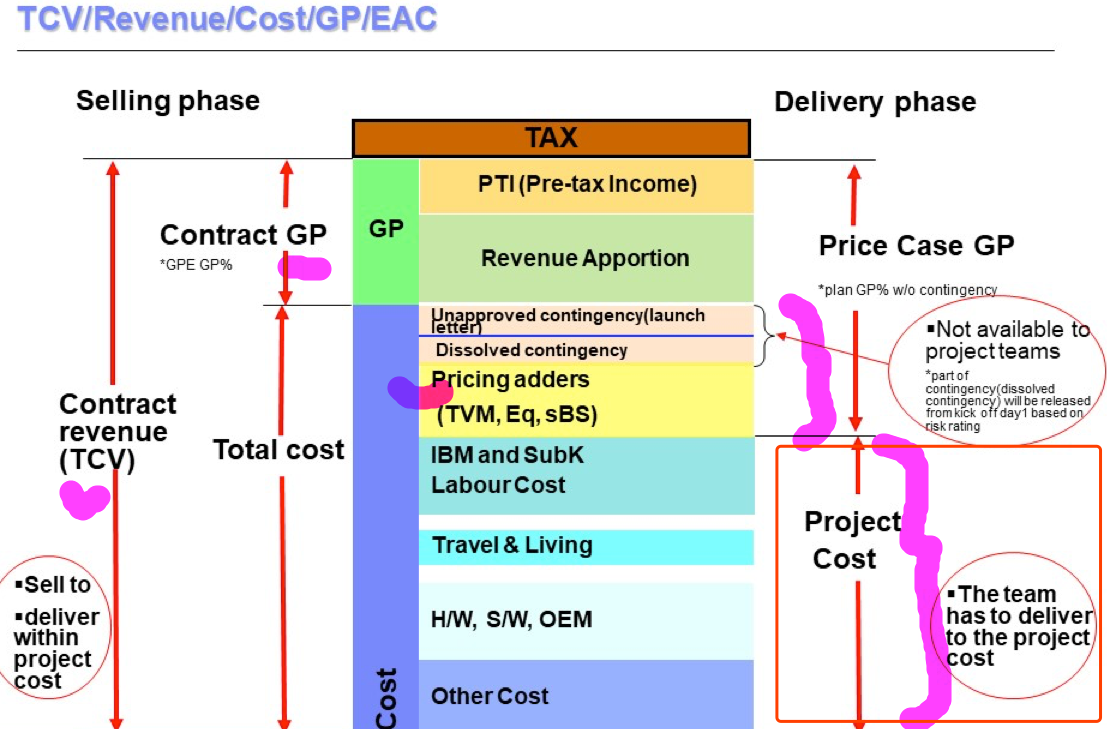 TCV/Revenue/Cost/GP/EAC
Selling phase
Delivery phase
TAX
PTI (Pre-tax Income)
GP
Contract GP
*GPE GP%
Revenue Apportion
Price Case GP
*plan GP% w/o contingency
Unapproved contingency(launch
letter)
Dissolved contingency
▪Not available to
project teams
*part of
contingency(dissolved
contingency) will be released
from kick off day1 based on
risk rating
Pricing adders
(TVM, Eq, sBS)
Contract
revenue
(TCV)
Total cost
IBM and SubK
Labour Cost
Project
Cost
Travel & Living
▪Sell to
▪deliver
within
project
cost
H/W, S/W, OEM
▪The team
has to deliver
to the project
cost
Cost
Other Cost